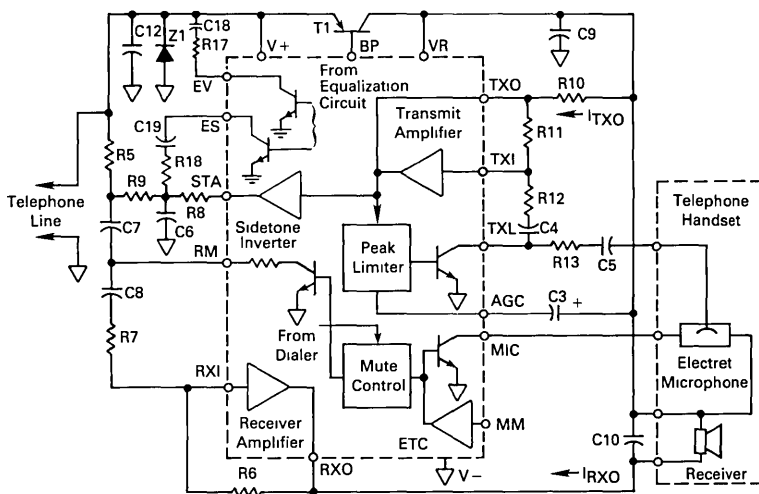 C12
Z1
C18
R17
T1
BP
V+
VR
C9
EV
From
Equalization
Circuit
TXO
R10
ITXO
Transmit
Amplifier
R11
ES
C19
R18
TXI
R5
R9
STA
R12
Telephone
Handset
Telephone
Line
R8
C7
C6
Sidetone
Inverter
TXL
C4
Peak
Limiter
R13
C5
RM
C8
AGC
C3 +
From
Dialer
MIC
R7
Mute
Control
Electret
Microphone
RXI
Receiver
Amplifier
MM
C10
ETC
RXO
V−
IRXO
R6
Receiver